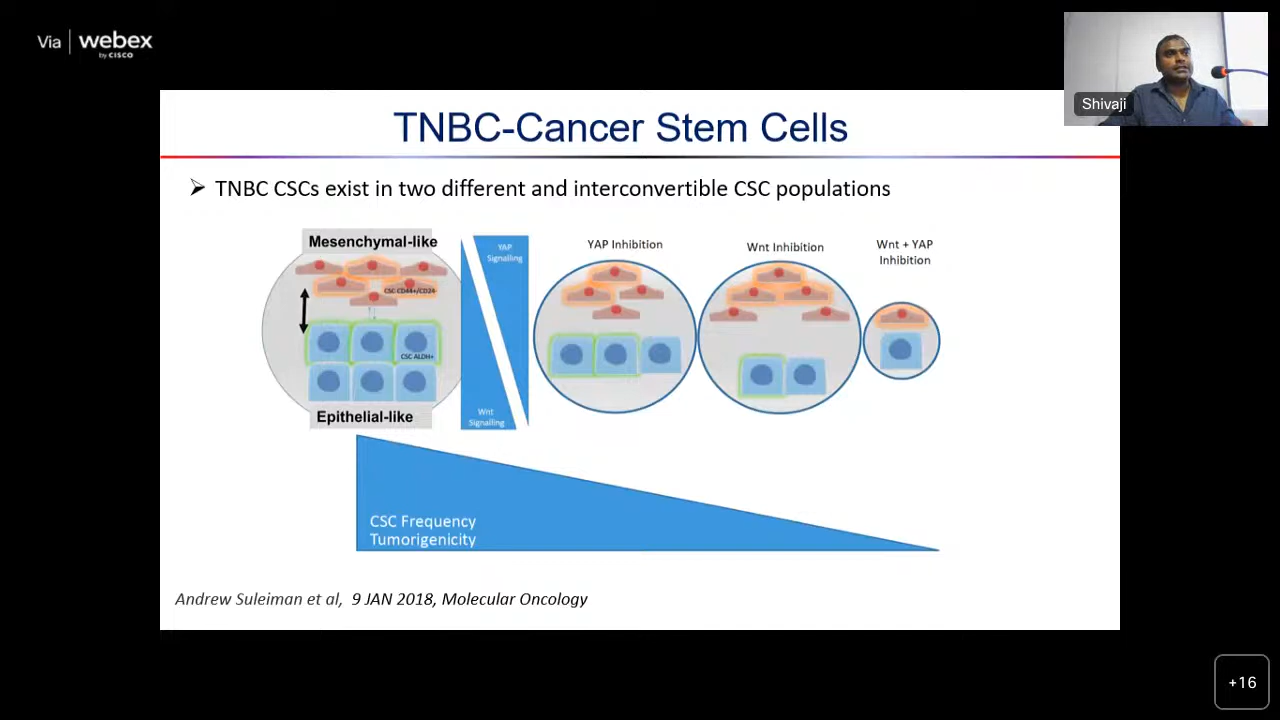 Via webex
by CISCO
Shivaji
TNBC-Cancer Stem Cells
➢ TNBC CSCs exist in two different and interconvertible CSC populations
Mesenchymal-like
CSC CD44+/CD24-
CSC ALDH+
Epithelial-like
YAP
Signalling
Wnt
Signalling
YAP Inhibition
Wnt Inhibition
Wnt + YAP
Inhibition
CSC Frequency
Tumorigenicity
Andrew Suleiman et al, 9 JAN 2018, Molecular Oncology
+16